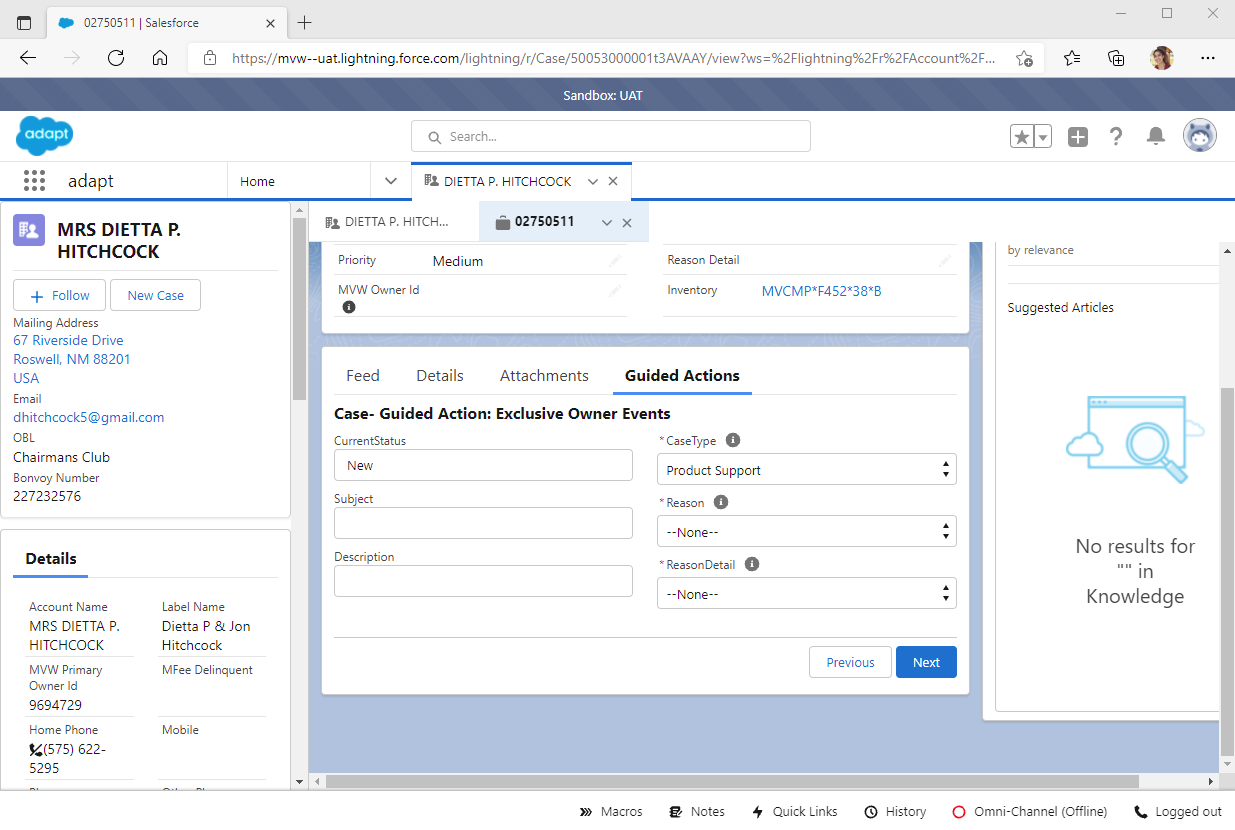 02750511 | Salesforce
https://mvw--uat.lightning.force.com/lightning/r/Case/50053000001t3AVAAY/view?ws=%2Flightning%2Fr%2FAccount%2F...
Sandbox: UAT
adapt
Search...
adapt
Home
DIETTA P. HITCHCOCK
MRS DIETTA P.
HITCHCOCK
Follow
New Case
Mailing Address
67 Riverside Drive
Roswell, NM 88201
USA
Email
dhitchcock5@gmail.com
OBL
Chairmans Club
Bonvoy Number
227232576
Details
Account Name
MRS DIETTA P.
HITCHCOCK
Label Name
Dietta P & Jon
Hitchcock
MVW Primary
Owner Id
9694729
MFee Delinquent
Home Phone
(575) 622-
5295
Mobile
DIETTA P. HITCH...
02750511
Priority
Medium
Reason Detail
MVW Owner Id
Inventory
MVCMP*F452*38*B
Feed
Details
Attachments
Guided Actions
Case- Guided Action: Exclusive Owner Events
CurrentStatus
New
Subject
Description
*CaseType
Product Support
*Reason
--None--
*ReasonDetail
--None--
Previous
Next
by relevance
Suggested Articles
No results for
"" in
Knowledge
Macros
Notes
Quick Links
History
Omni-Channel (Offline)
Logged out